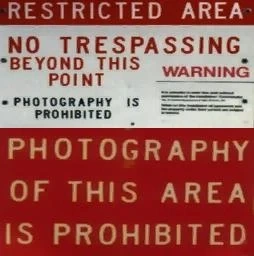 RESTRICTED AREA
NO TRESPASSING
BEYOND THIS
POINT
WARNING
• PHOTOGRAPHY IS
PROHIBITED
PHOTOGRAPHY
OF THIS AREA
IS PROHIBITED